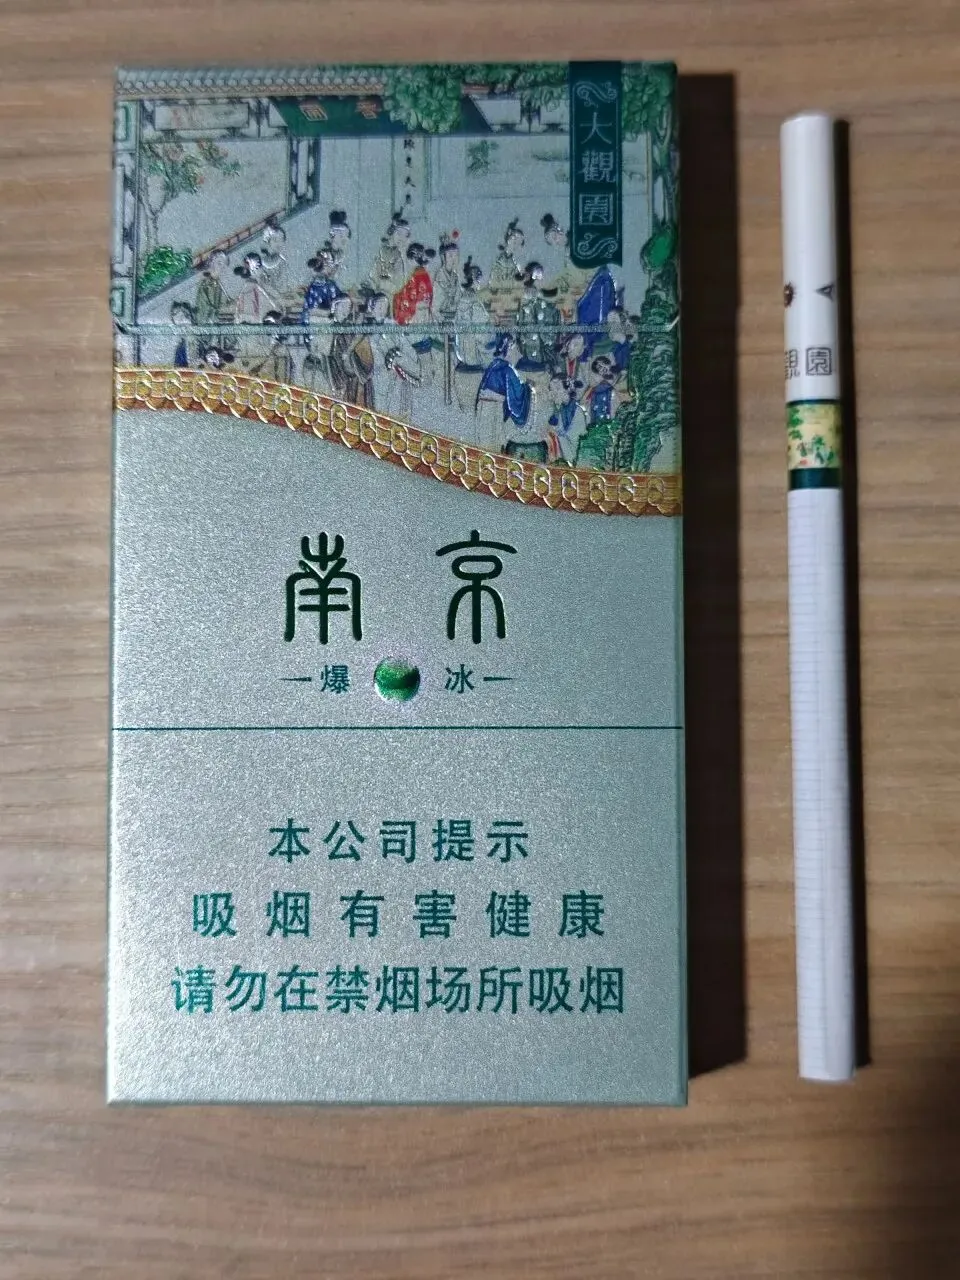 大觀園
南京
爆冰
本公司提示
吸烟有害健康
请勿在禁烟场所吸烟
觀園